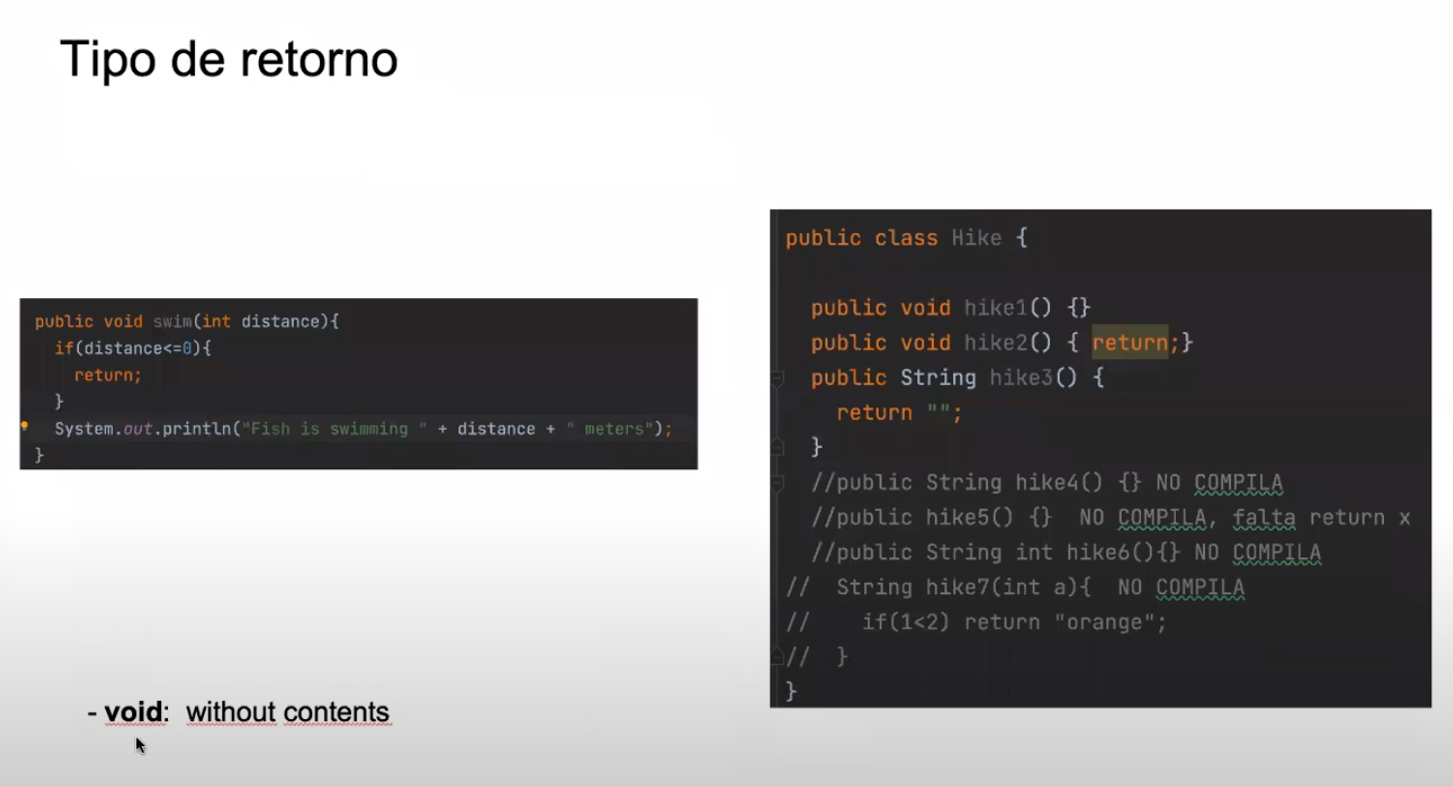 Tipo de retorno
public void swim(int distance){
if(distance<=0){
return;
}
System.out.println("Fish is swimming " + distance + " meters");
}
- void: without contents
public class Hike {
public void hike1() {}
public void hike2() { return;}
public String hike3() {
return "";
}
//public String hike4() {} NO COMPILA
//public hike5() {} NO COMPILA, falta return x
//public String int hike6(){} NO COMPILA
// String hike7(int a){ NO COMPILA
// if(1<2) return "orange";
// }
}